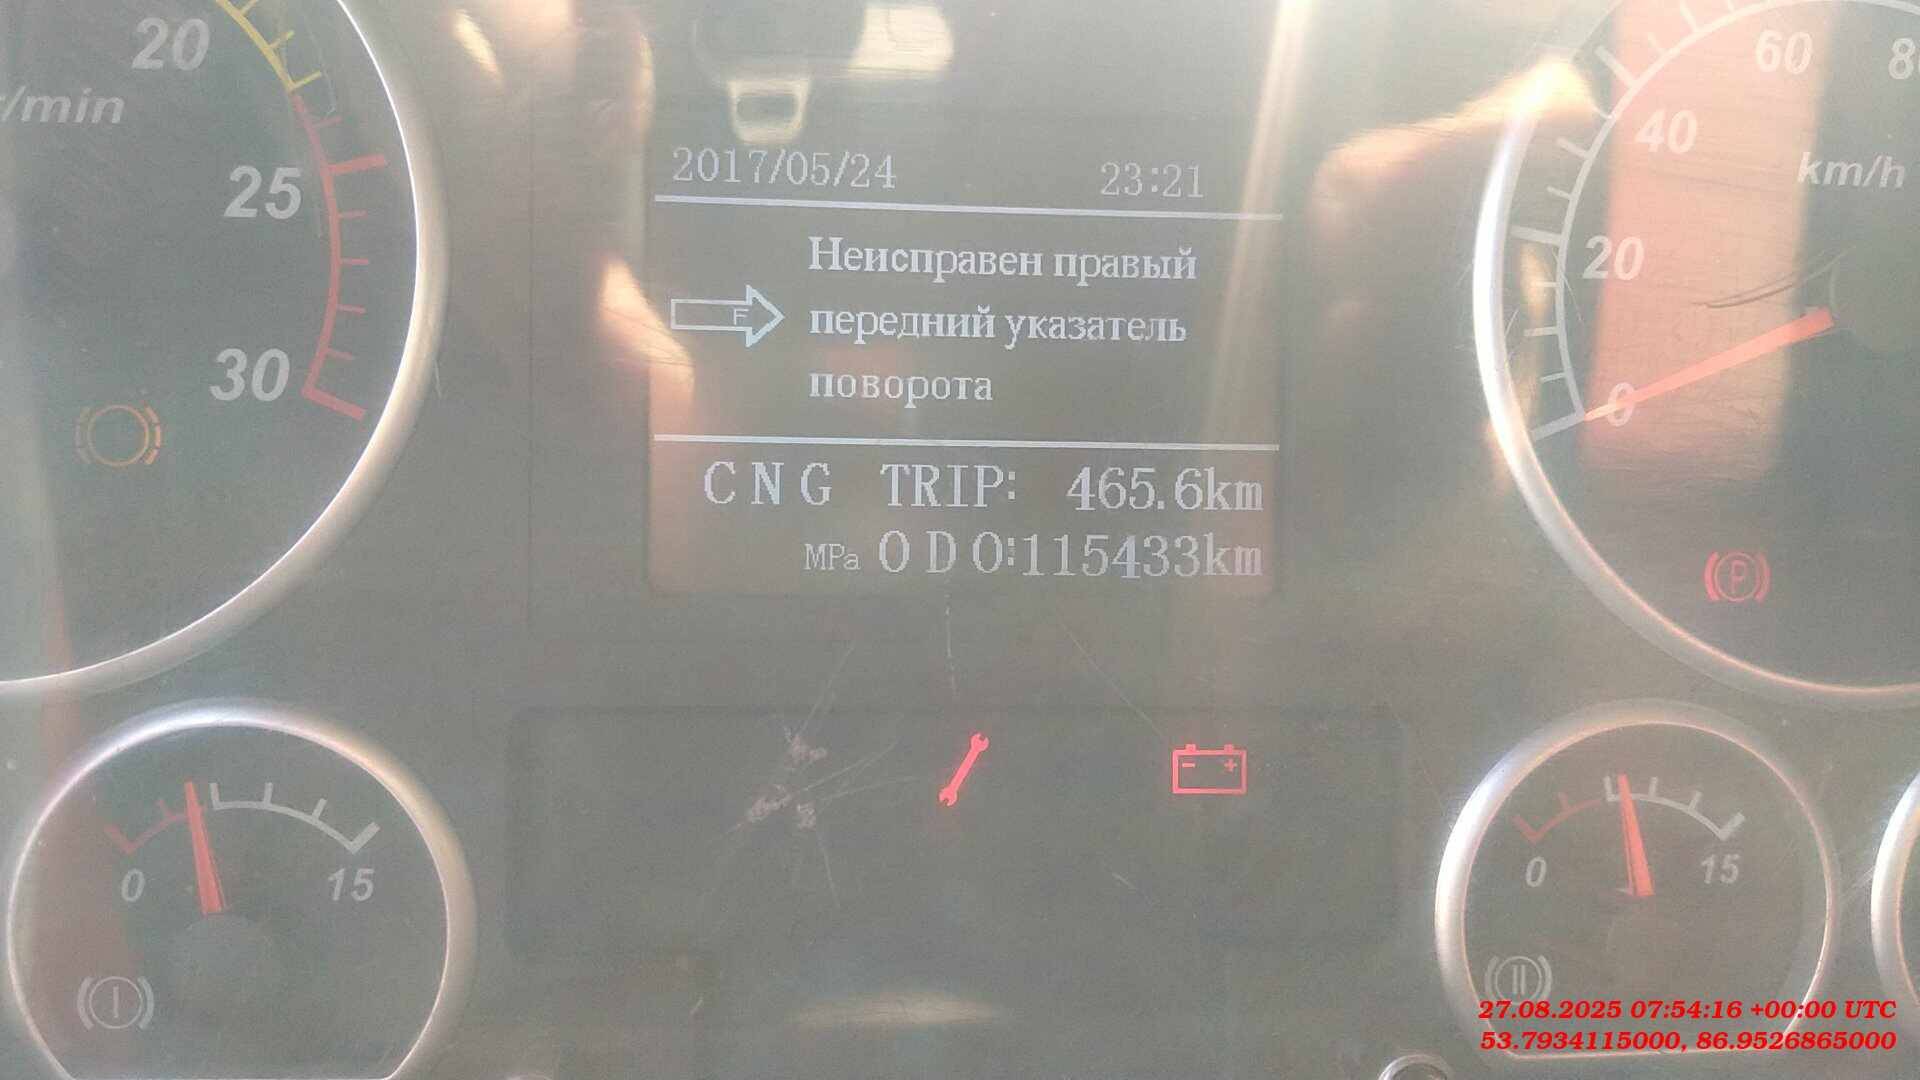 20
r/min
25
30
2017/05/24 23:21
Неисправен правый
F передний указатель
поворота
CNG TRIP: 465.6km
MPa ODO:115433km
60
80
40
km/h
20
0
P
- +
0 15
I
0 15
II
27.08.2025 07:54:16 +00:00 UTC
53.7934115000, 86.9526865000